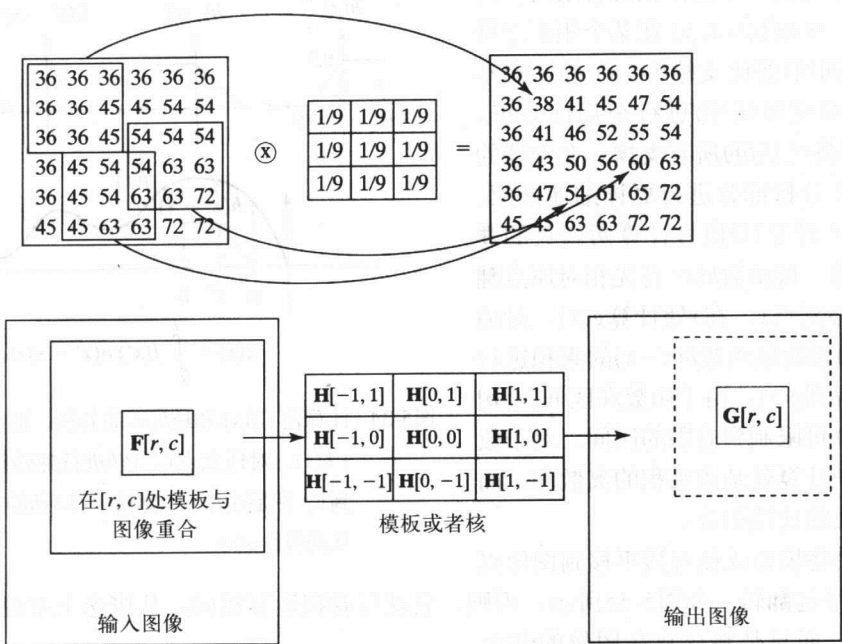 36 36 36 36 36 36
36 36 45 45 54 54
36 36 45 54 54 54
36 45 54 54 63 63
36 45 54 63 63 72
45 45 63 63 72 72
x
1/9 1/9 1/9
1/9 1/9 1/9
1/9 1/9 1/9
=
36 36 36 36 36 36
36 38 41 45 47 54
36 41 46 52 55 54
36 43 50 56 60 63
36 47 54 61 65 72
45 45 63 63 72 72
F[r, c]
在[r, c]处模板与
图像重合
输入图像
H[−1, 1] H[0, 1] H[1, 1]
H[−1, 0] H[0, 0] H[1, 0]
H[−1, −1] H[0, −1] H[1, −1]
模板或者核
G[r, c]
输出图像